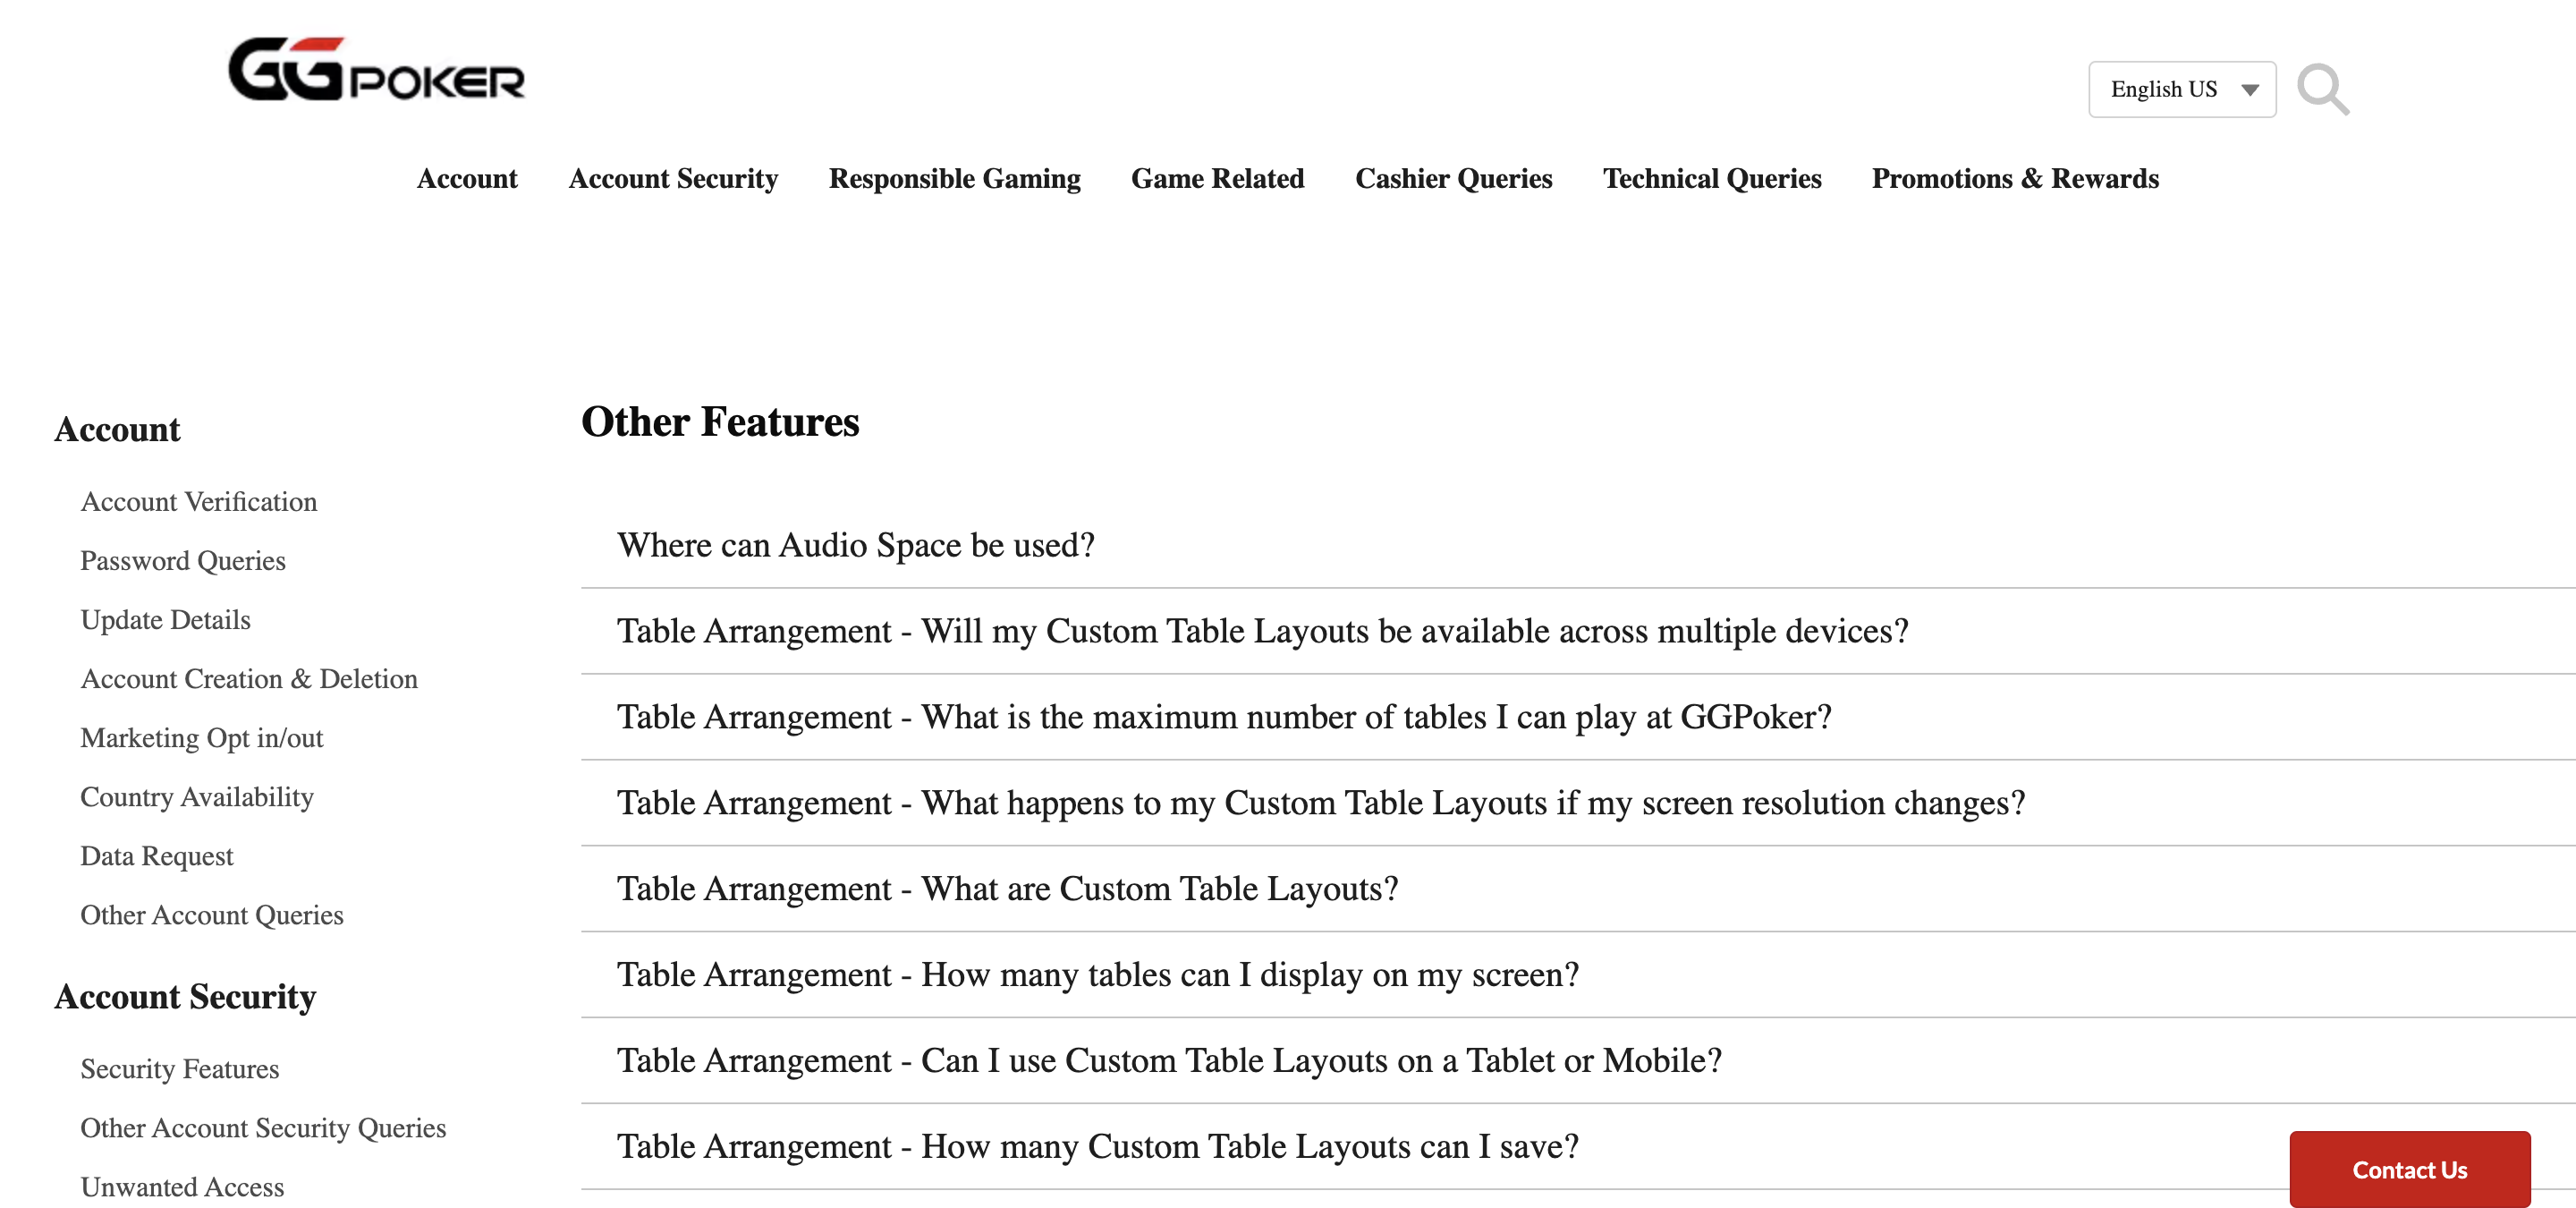 GGPOKER
English US
Account
Account Security
Responsible Gaming
Game Related
Cashier Queries
Technical Queries
Promotions & Rewards
Account
Account Verification
Password Queries
Update Details
Account Creation & Deletion
Marketing Opt in/out
Country Availability
Data Request
Other Account Queries
Account Security
Security Features
Other Account Security Queries
Unwanted Access
Other Features
Where can Audio Space be used?
Table Arrangement - Will my Custom Table Layouts be available across multiple devices?
Table Arrangement - What is the maximum number of tables I can play at GGPoker?
Table Arrangement - What happens to my Custom Table Layouts if my screen resolution changes?
Table Arrangement - What are Custom Table Layouts?
Table Arrangement - How many tables can I display on my screen?
Table Arrangement - Can I use Custom Table Layouts on a Tablet or Mobile?
Table Arrangement - How many Custom Table Layouts can I save?
Contact Us